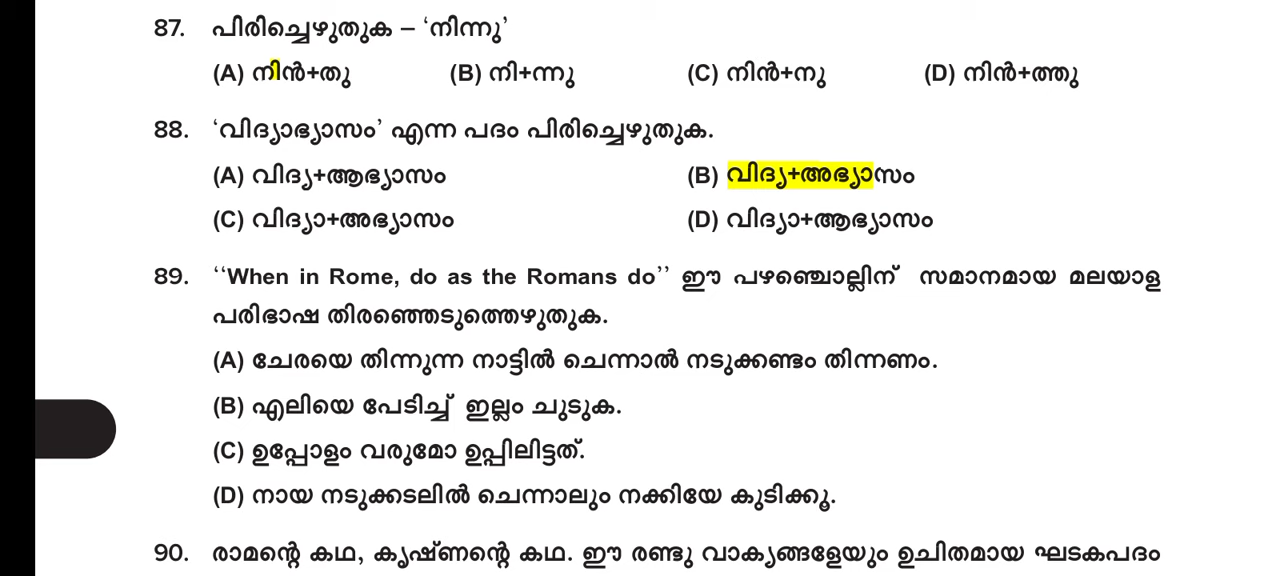 87. പിരിച്ചെഴുതുക – ‘നിന്നു’
(A) നിൻ+തു (B) നി+ന്നു (C) നിൻ+നു (D) നിൻ+ത്തു
88. ‘വിദ്യാഭ്യാസം’ എന്ന പദം പിരിച്ചെഴുതുക.
(A) വിദ്യ+ആഭ്യാസം (B) വിദ്യ+അഭ്യാസം
(C) വിദ്യാ+അഭ്യാസം (D) വിദ്യാ+ആഭ്യാസം
89. ‘‘When in Rome, do as the Romans do’’ ഈ പഴഞ്ചൊല്ലിന് സമാനമായ മലയാള
പരിഭാഷ തിരഞ്ഞെടുത്തെഴുതുക.
(A) ചേരയെ തിന്നുന്ന നാട്ടിൽ ചെന്നാൽ നടുക്കണ്ടം തിന്നണം.
(B) എലിയെ പേടിച്ച് ഇല്ലം ചുടുക.
(C) ഉപ്പോളം വരുമോ ഉപ്പിലിട്ടത്.
(D) നായ നടുക്കടലിൽ ചെന്നാലും നക്കിയേ കുടിക്കൂ.
90. രാമന്റെ കഥ, കൃഷ്ണന്റെ കഥ. ഈ രണ്ടു വാക്യങ്ങളേയും ഉചിതമായ ഘടകപദം